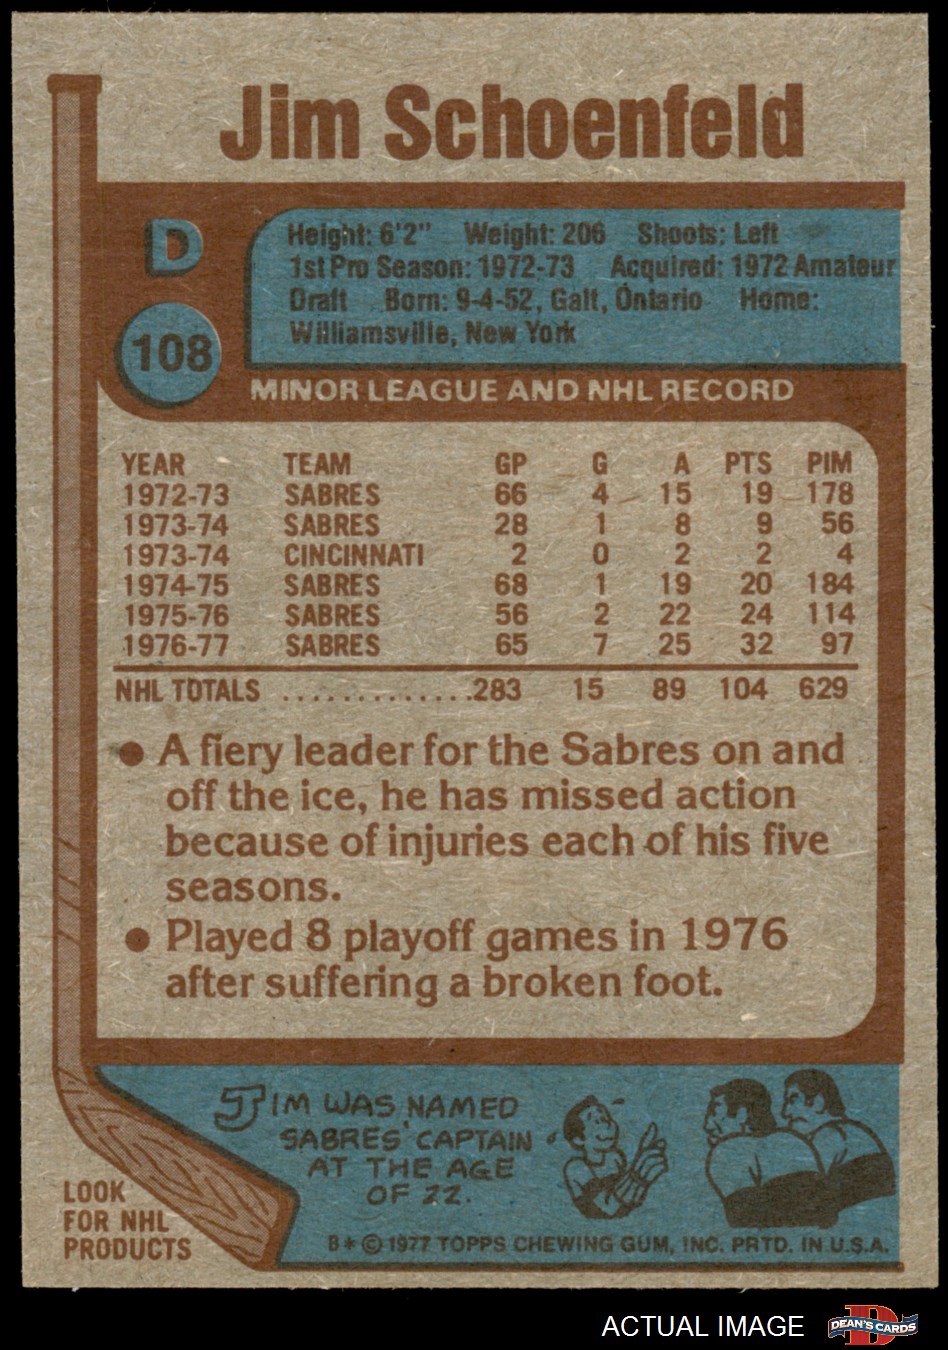 Jim Schoenfeld
D
108
Height: 6'2" Weight: 206 Shoots: Left
1st Pro Season: 1972-73 Acquired: 1972 Amateur
Draft Born: 9-4-52, Galt, Ontario Home:
Williamsville, New York
MINOR LEAGUE AND NHL RECORD
YEAR TEAM GP G A PTS PIM
1972-73 SABRES 66 4 15 19 178
1973-74 SABRES 28 1 8 9 56
1973-74 CINCINNATI 2 0 2 2 4
1974-75 SABRES 68 1 19 20 184
1975-76 SABRES 56 2 22 24 114
1976-77 SABRES 65 7 25 32 97
NHL TOTALS ..............283 15 89 104 629
● A fiery leader for the Sabres on and
off the ice, he has missed action
because of injuries each of his five
seasons.
● Played 8 playoff games in 1976
after suffering a broken foot.
JIM WAS NAMED
SABRES' CAPTAIN
AT THE AGE
OF 22.
LOOK
FOR NHL
PRODUCTS
B* © 1977 TOPPS CHEWING GUM, INC. PRTD. IN U.S.A.
ACTUAL IMAGE
D
DEAN'S CARDS